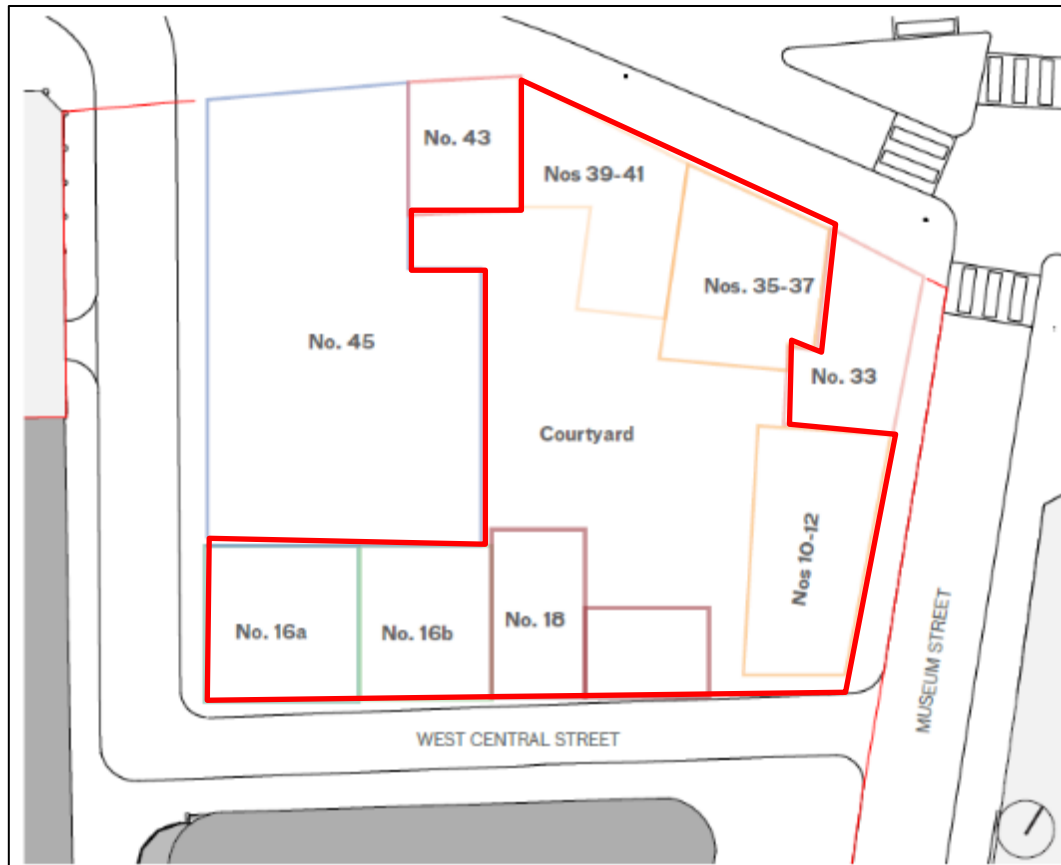 No. 43
Nos 39-41
Nos. 35-37
No. 45
No. 33
Courtyard
Nos 10-12
No. 16a
No. 16b
No. 18
MUSEUM STREET
WEST CENTRAL STREET